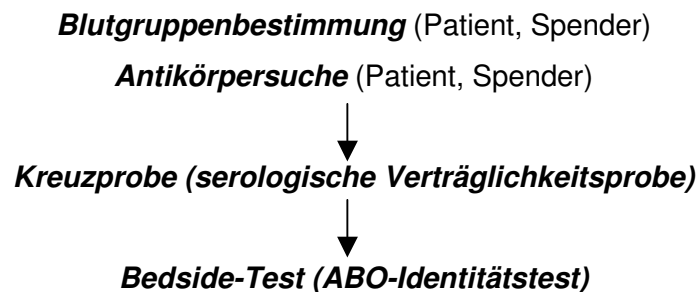 Blutgruppenbestimmung (Patient, Spender)
Antikörpersuche (Patient, Spender)
Kreuzprobe (serologische Verträglichkeitsprobe)
Bedside-Test (ABO-Identitätstest)